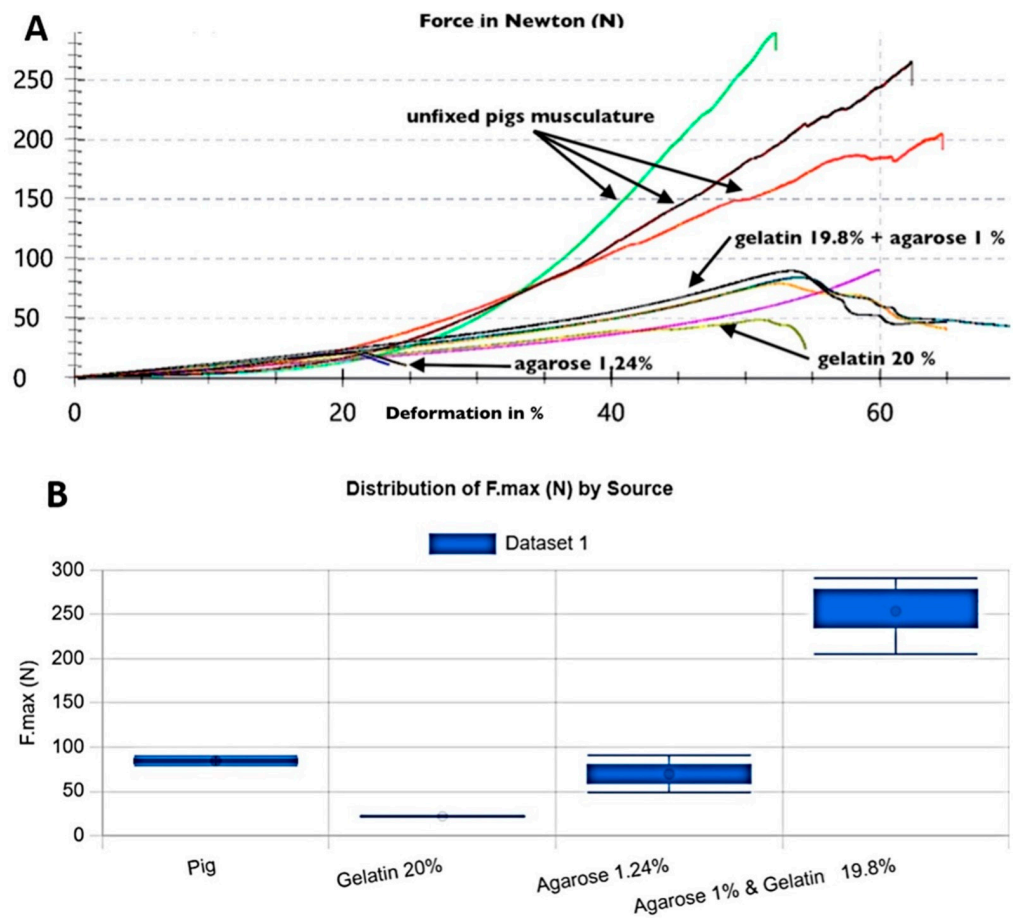 A
Force in Newton (N)
250
200
150
100
50
0
unfixed pigs musculature
gelatin 19.8% + agarose 1 %
agarose 1.24%
gelatin 20 %
0
20
Deformation in %
40
60
B
Distribution of F.max (N) by Source
Dataset 1
F.max (N)
300
250
200
150
100
50
0
Pig
Gelatin 20%
Agarose 1.24%
Agarose 1% & Gelatin 19.8%